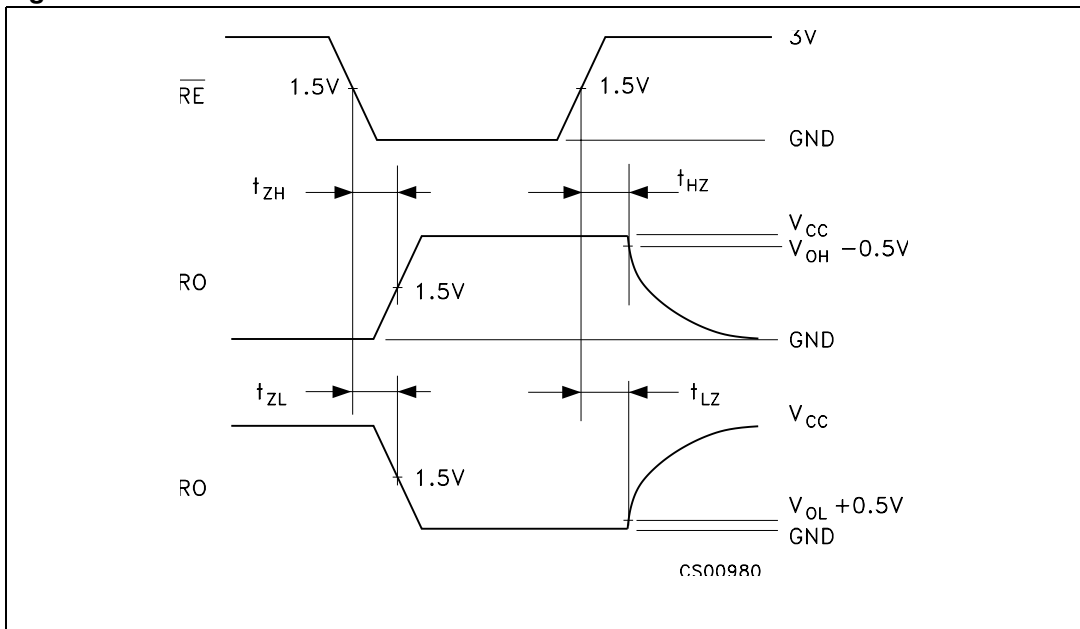 3V
1.5V
1.5V
RE
GND
tZH
tHZ
VCC
VOH −0.5V
RO
1.5V
GND
tZL
tLZ
VCC
1.5V
RO
VOL +0.5V
GND
CS00980